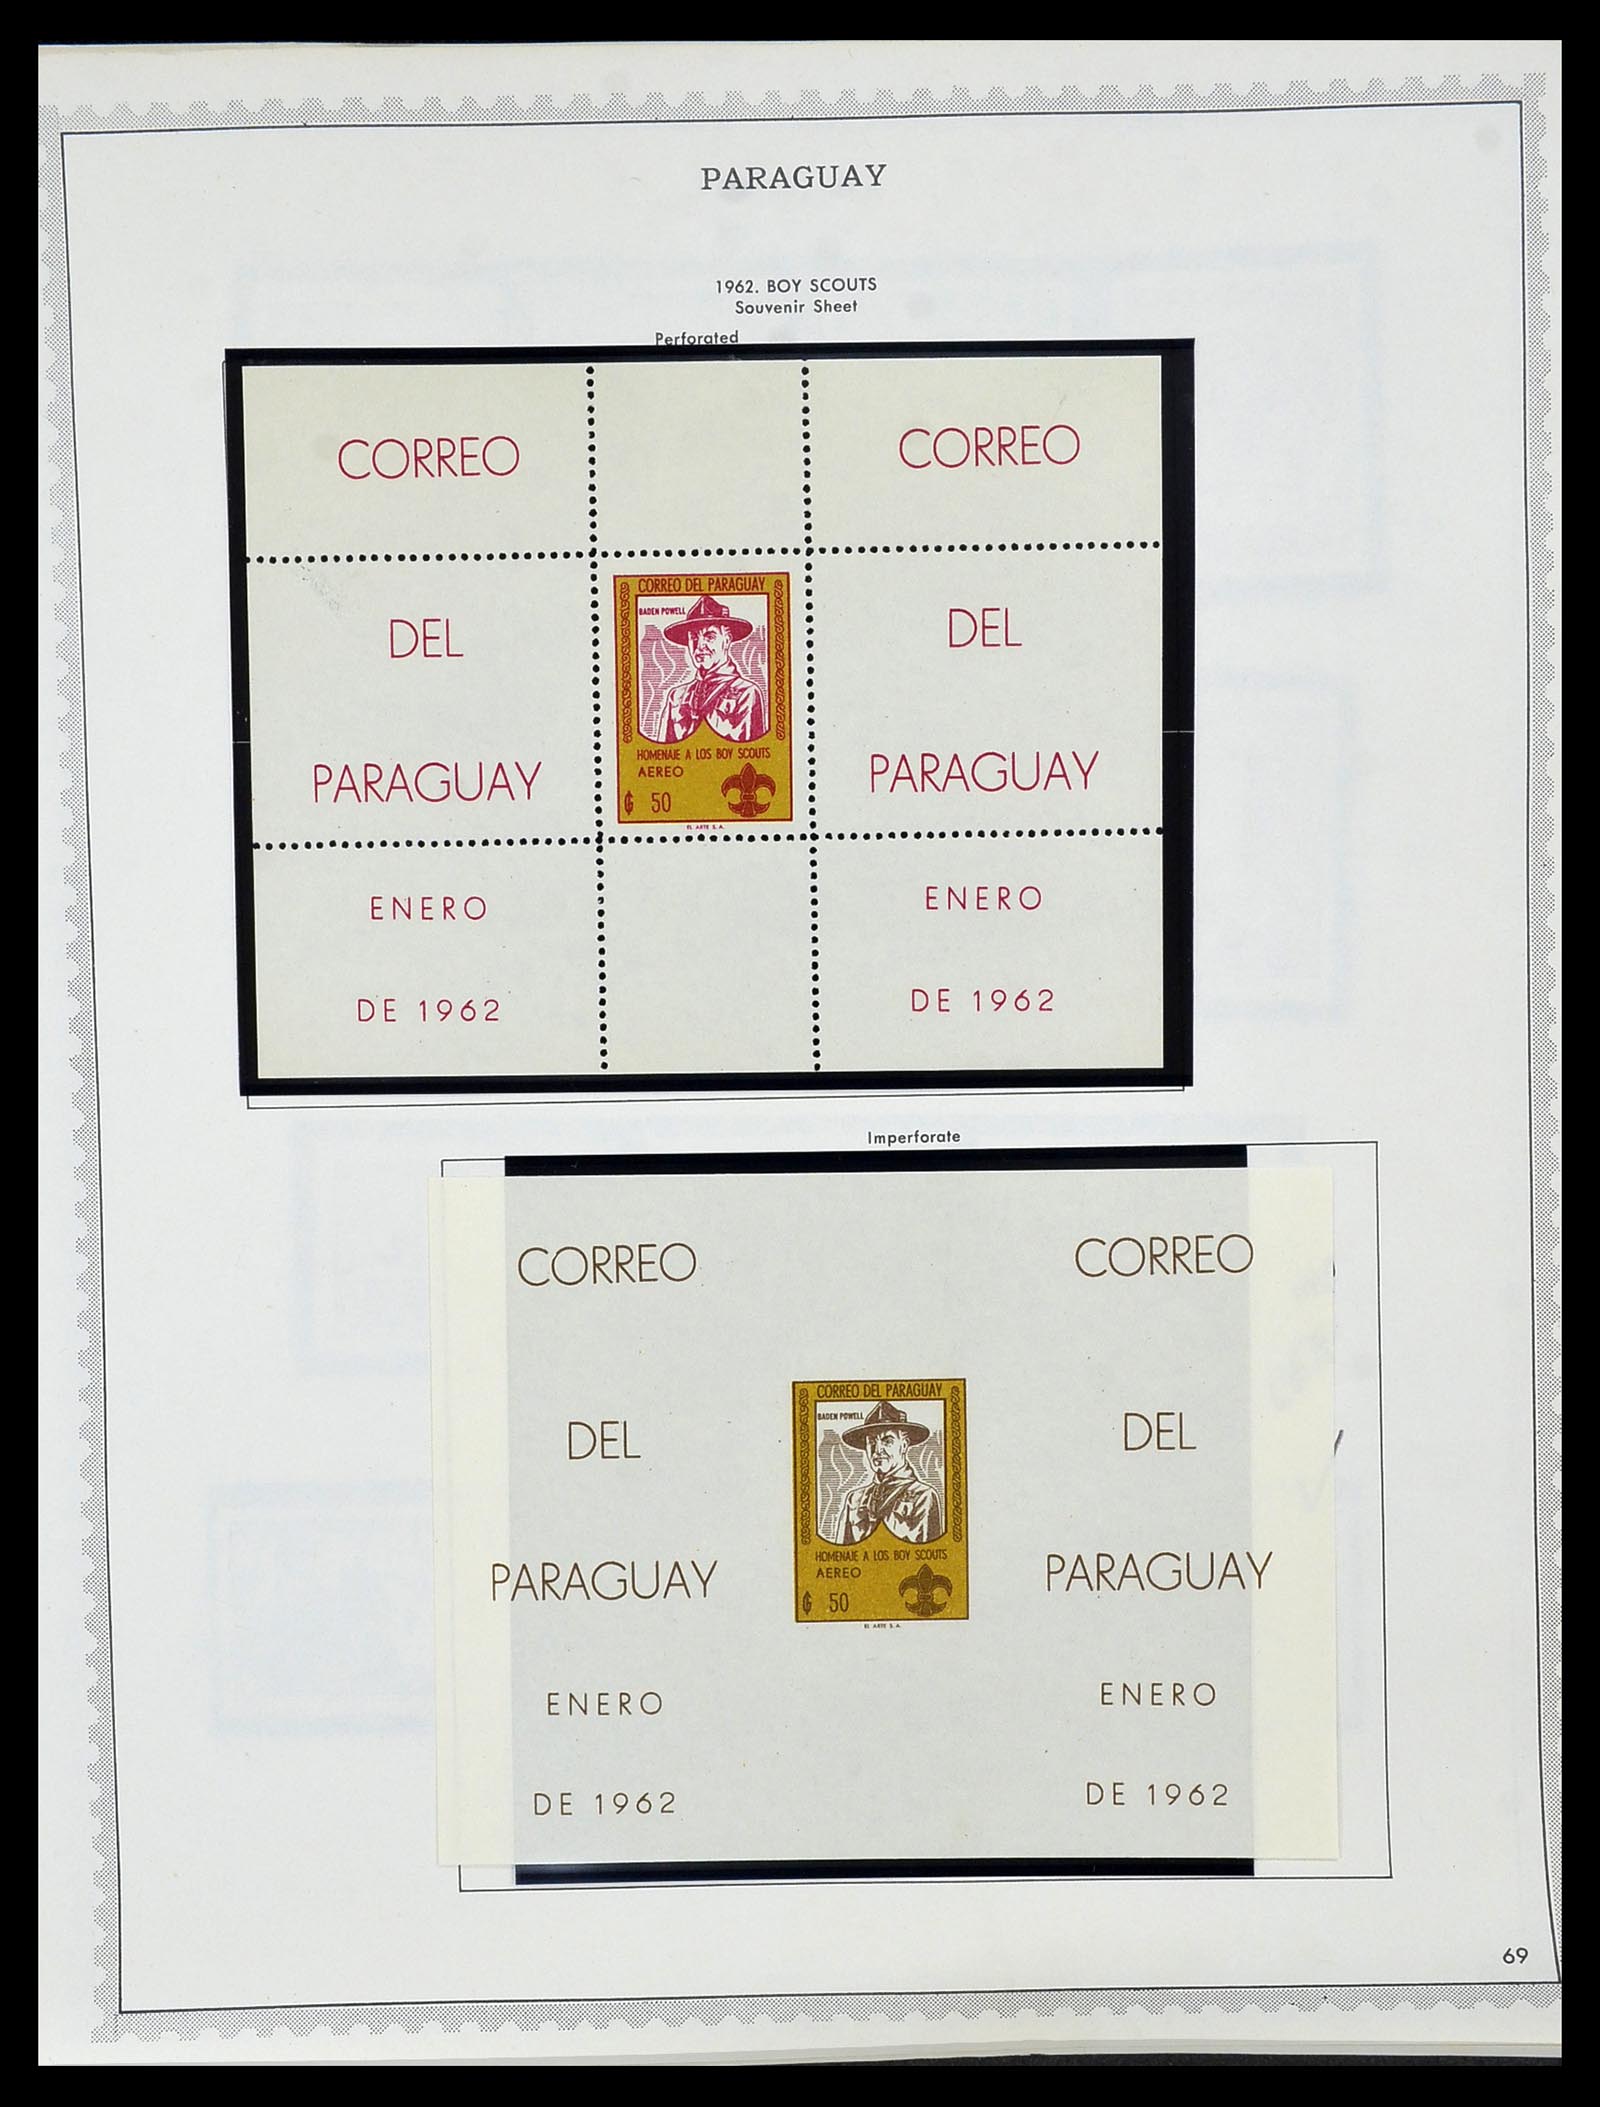 PARAGUAY
1962. BOY SCOUTS
Souvenir Sheet
Perforated
CORREO
CORREO
CORREO DEL PARAGUAY
BADEN POWELL
DEL
DEL
PARAGUAY
PARAGUAY
HOMENAJE A LOS BOY SCOUTS
AEREO
₲ 50
EL ARTE S. A.
ENERO
ENERO
DE 1962
DE 1962
Imperforate
CORREO
CORREO
CORREO DEL PARAGUAY
BADEN POWELL
DEL
DEL
PARAGUAY
PARAGUAY
HOMENAJE A LOS BOY SCOUTS
AEREO
₲ 50
EL ARTE S. A.
ENERO
ENERO
DE 1962
DE 1962
69